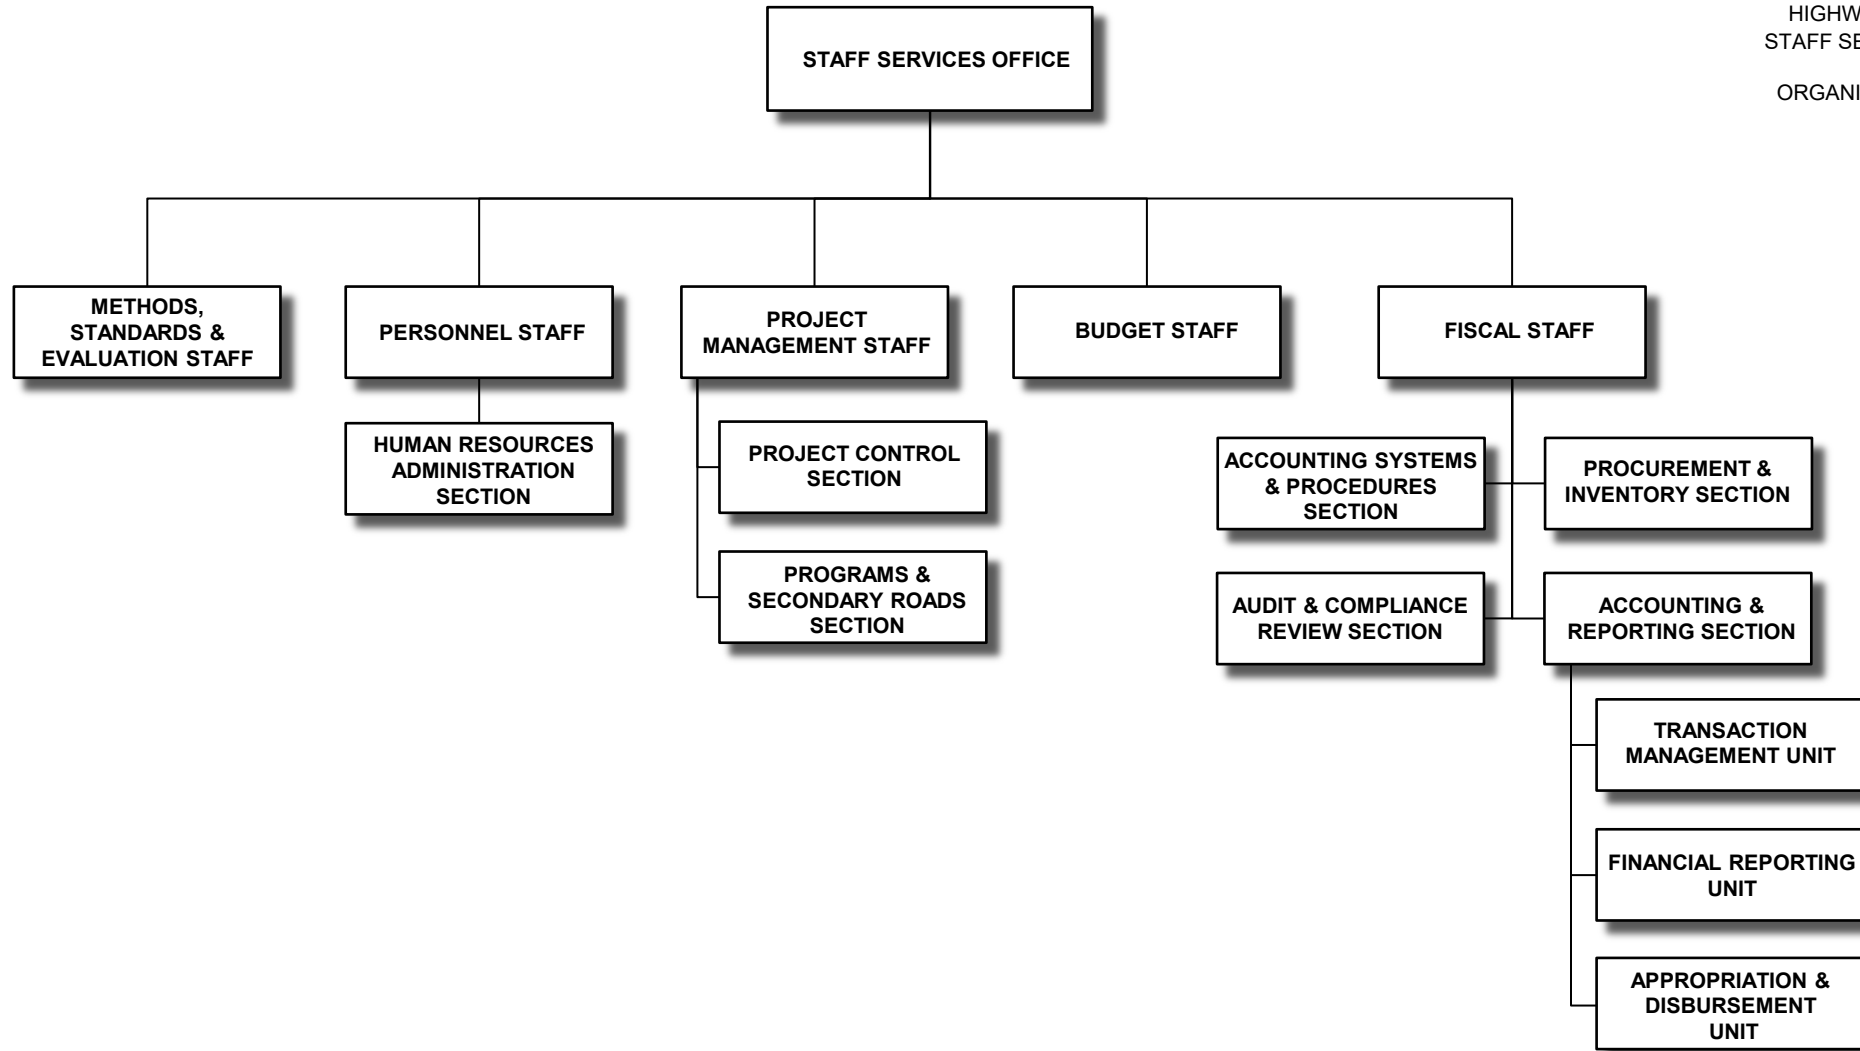 HIGHW
STAFF SE
ORGANI
STAFF SERVICES OFFICE
METHODS,
STANDARDS &
EVALUATION STAFF
PERSONNEL STAFF
PROJECT
MANAGEMENT STAFF
BUDGET STAFF
FISCAL STAFF
HUMAN RESOURCES
ADMINISTRATION
SECTION
PROJECT CONTROL
SECTION
PROGRAMS &
SECONDARY ROADS
SECTION
ACCOUNTING SYSTEMS
& PROCEDURES
SECTION
PROCUREMENT &
INVENTORY SECTION
AUDIT & COMPLIANCE
REVIEW SECTION
ACCOUNTING &
REPORTING SECTION
TRANSACTION
MANAGEMENT UNIT
FINANCIAL REPORTING
UNIT
APPROPRIATION &
DISBURSEMENT
UNIT